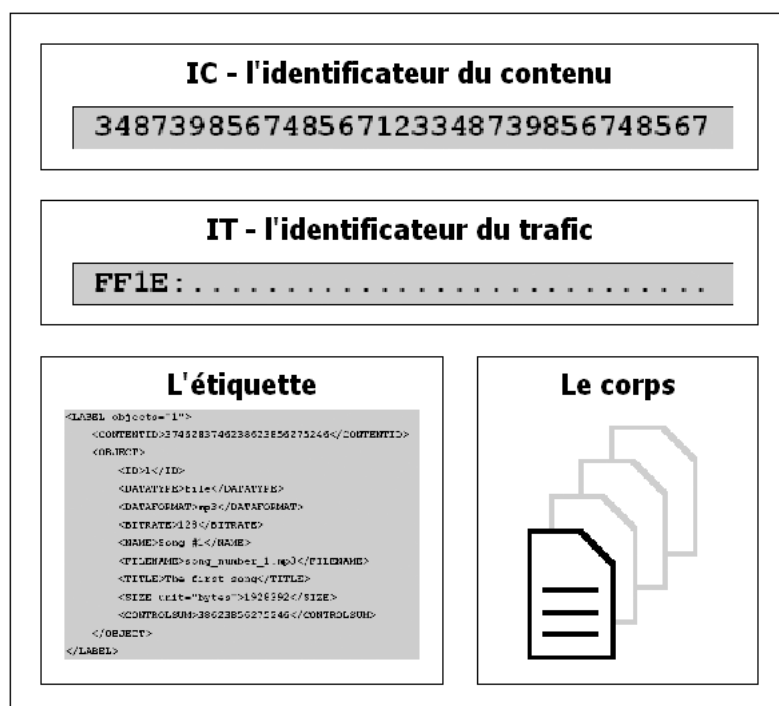 IC - l'identificateur du contenu
348739856748567123348739856748567
IT - l'identificateur du trafic
FF1E:............................
L'étiquette
Le corps
<LABEL objects="1">
<CONTENTID>3745283746238623856275246</CONTENTID>
<OBJECT>
<ID>1</ID>
<DATATYPE>File</DATATYPE>
<DATAFORMAT>mp3</DATAFORMAT>
<BITRATE>128</BITRATE>
<NAME>Song #1</NAME>
<FILENAME>song_number_1.mp3</FILENAME>
<TITLE>The first song</TITLE>
<SIZE unit="bytes">1928392</SIZE>
<CONTROLSUM>38623856275246</CONTROLSUM>
</OBJECT>
</LABEL>